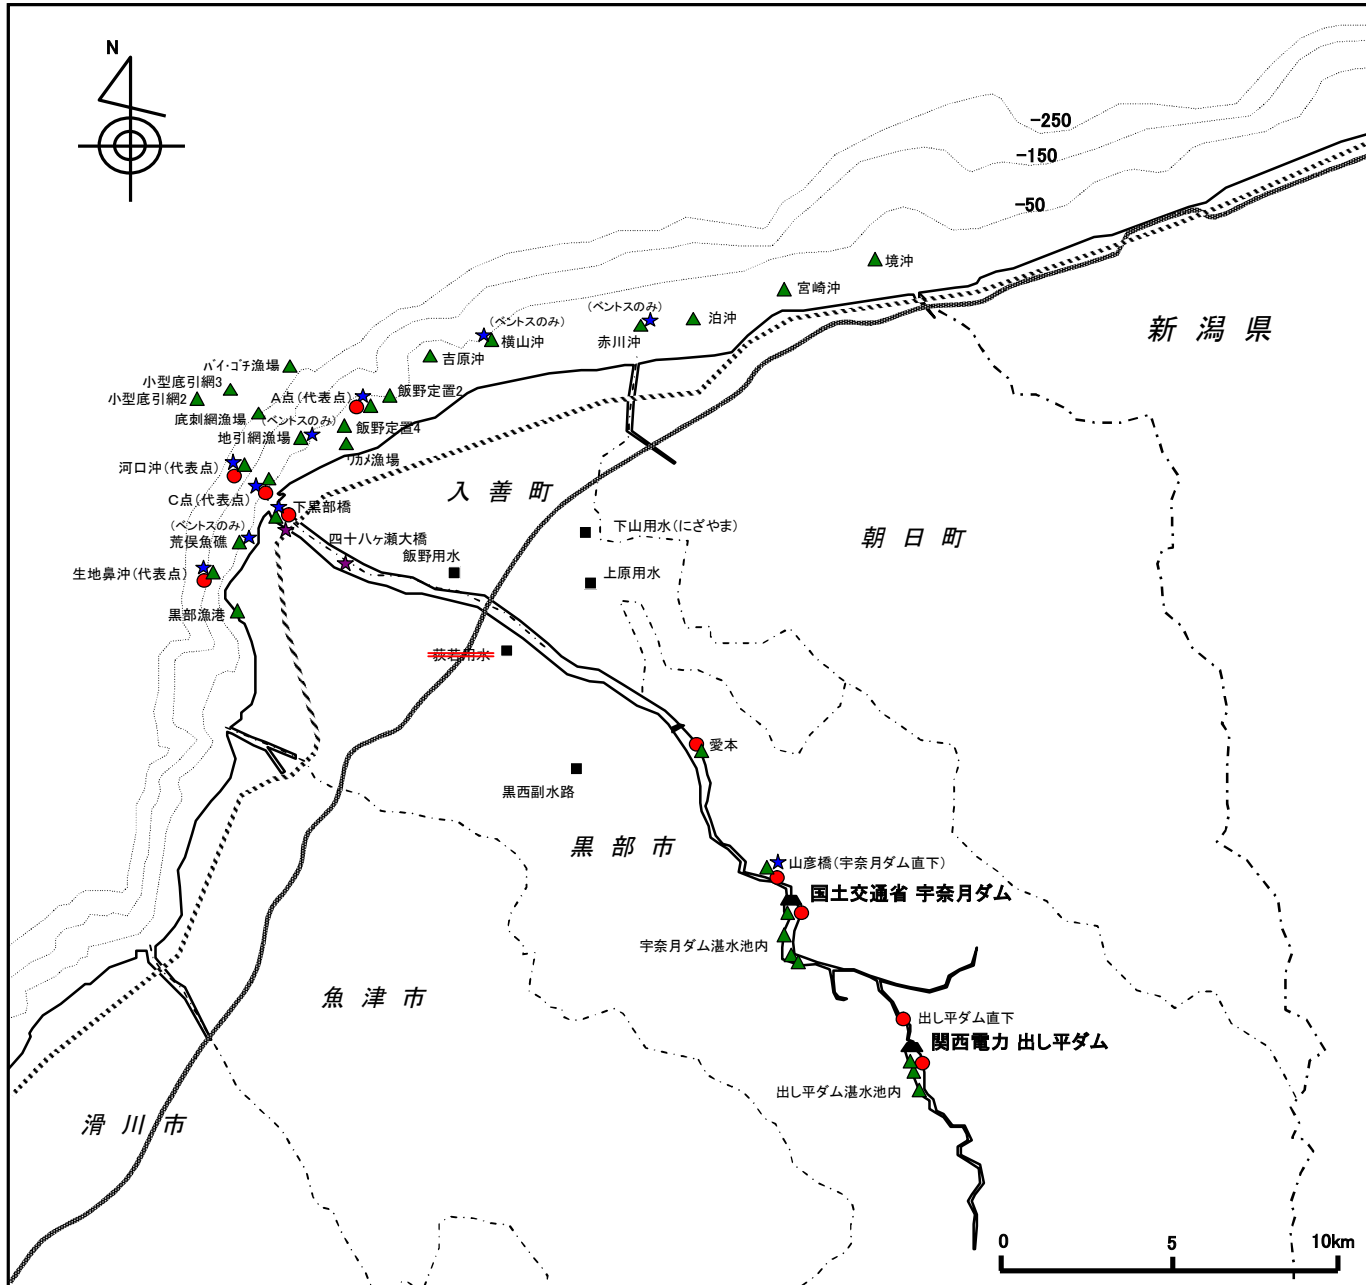 N
-250
-150
-50
境沖
宮崎沖
新潟県
(ベントスのみ)
泊沖
赤川沖
(ベントスのみ)
横山沖
吉原沖
バイ・ゴチ漁場
小型底引網3
小型底引網2
A点(代表点)
飯野定置2
底刺網漁場
(ベントスのみ)
飯野定置4
地引網漁場
ワカメ漁場
河口沖(代表点)
C点(代表点)
入善町
下黒部橋
(ベントスのみ)
荒俣魚礁
下山用水(にざやま)
朝日町
四十八ヶ瀬大橋
飯野用水
上原用水
生地鼻沖(代表点)
黒部漁港
荻若用水
愛本
黒西副水路
黒部市
山彦橋(宇奈月ダム直下)
国土交通省 宇奈月ダム
宇奈月ダム湛水池内
魚津市
出し平ダム直下
関西電力 出し平ダム
出し平ダム湛水池内
滑川市
0 5 10km